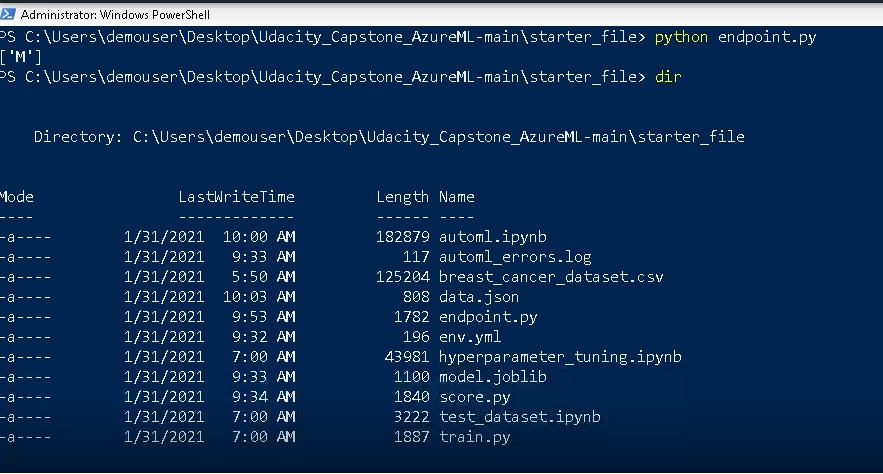 Administrator: Windows PowerShell
PS C:\Users\demouser\Desktop\Udacity_Capstone_AzureML-main\starter_file> python endpoint.py
['M']
PS C:\Users\demouser\Desktop\Udacity_Capstone_AzureML-main\starter_file> dir
Directory: C:\Users\demouser\Desktop\Udacity_Capstone_AzureML-main\starter_file
Mode LastWriteTime Length Name
---- ------------- ------ ----
-a---- 1/31/2021 10:00 AM 182879 automl.ipynb
-a---- 1/31/2021 9:33 AM 117 automl_errors.log
-a---- 1/31/2021 5:50 AM 125204 breast_cancer_dataset.csv
-a---- 1/31/2021 10:03 AM 808 data.json
-a---- 1/31/2021 9:53 AM 1782 endpoint.py
-a---- 1/31/2021 9:32 AM 196 env.yml
-a---- 1/31/2021 7:00 AM 43981 hyperparameter_tuning.ipynb
-a---- 1/31/2021 9:33 AM 1100 model.joblib
-a---- 1/31/2021 9:34 AM 1840 score.py
-a---- 1/31/2021 7:00 AM 3222 test_dataset.ipynb
-a---- 1/31/2021 7:00 AM 1887 train.py